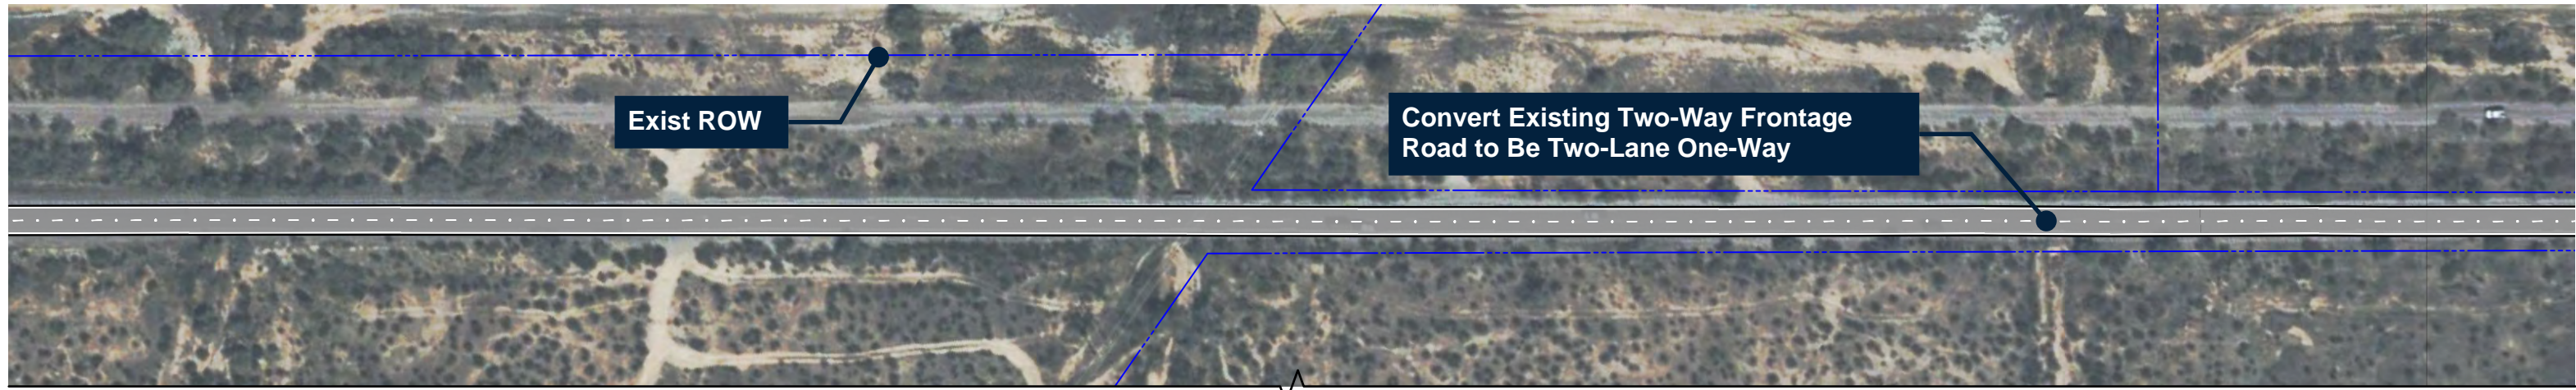 Exist ROW
Convert Existing Two-Way Frontage
Road to Be Two-Lane One-Way